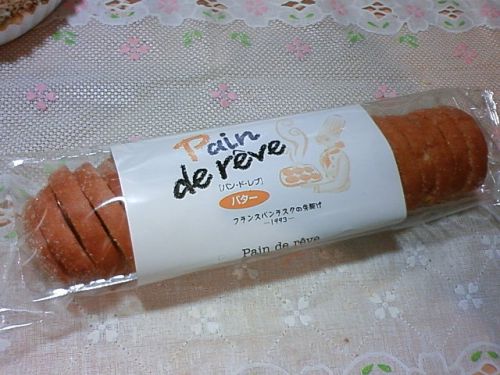 Pain
de rêve
[パン・ド・レブ]
バター
フランスパンラスクの先駆け
—1993—
Pain de rêve